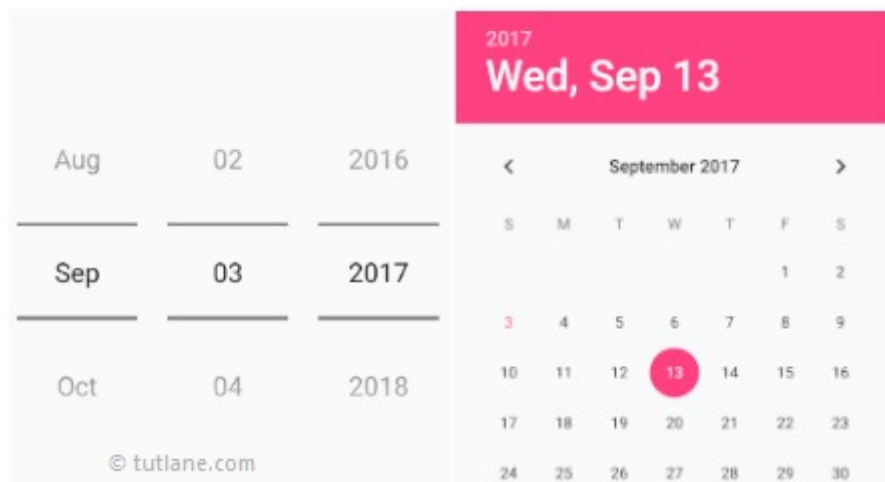 Aug 02 2016
Sep 03 2017
Oct 04 2018
© tutlane.com
2017
Wed, Sep 13
September 2017
S M T W T F S
1 2
3 4 5 6 7 8 9
10 11 12 13 14 15 16
17 18 19 20 21 22 23
24 25 26 27 28 29 30